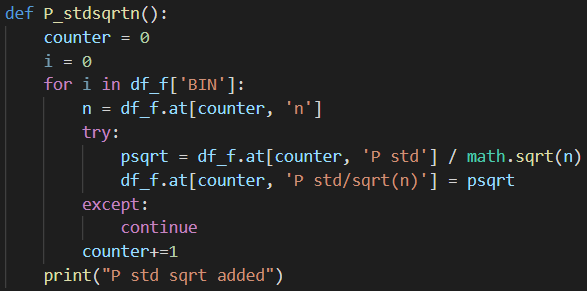 def P_stdsqrtn():
    counter = 0
    i = 0
    for i in df_f['BIN']:
        n = df_f.at[counter, 'n']
        try:
            psqrt = df_f.at[counter, 'P std'] / math.sqrt(n)
            df_f.at[counter, 'P std/sqrt(n)'] = psqrt
        except:
            continue
        counter+=1
    print("P std sqrt added")